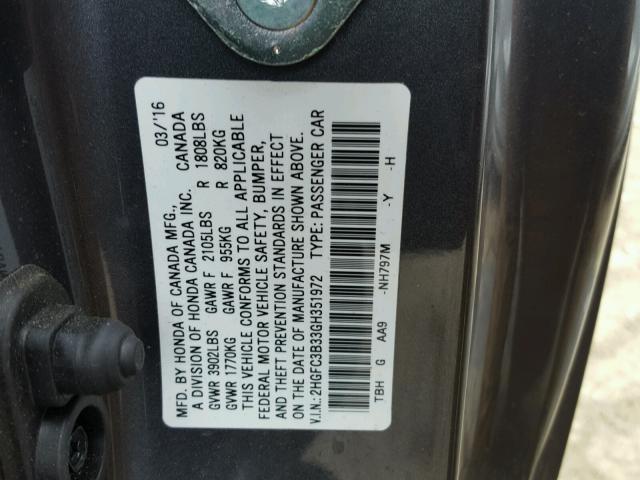 MFD. BY HONDA OF CANADA MFG., 03/'16
A DIVISION OF HONDA CANADA INC. CANADA
GVWR 3902LBS GAWR F 2105LBS R 1808LBS
GVWR 1770KG GAWR F 955KG R 820KG
THIS VEHICLE CONFORMS TO ALL APPLICABLE
FEDERAL MOTOR VEHICLE SAFETY, BUMPER,
AND THEFT PREVENTION STANDARDS IN EFFECT
ON THE DATE OF MANUFACTURE SHOWN ABOVE.
V.I.N.:2HGFC3B33GH351972 TYPE: PASSENGER CAR
TBH G AA9 -NH797M -Y -H